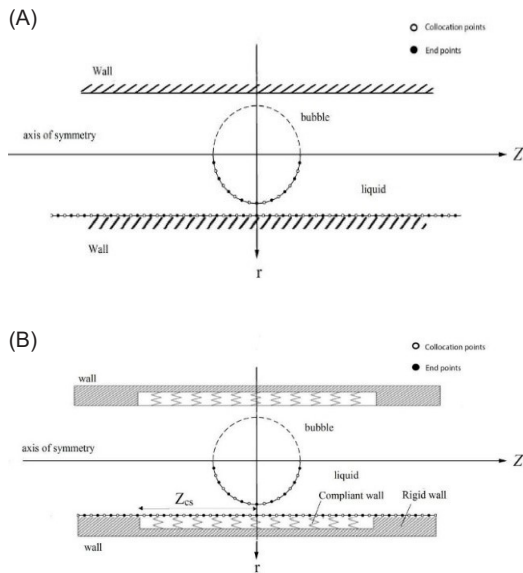 (A)
Collocation points
End points
Wall
bubble
axis of symmetry
Z
liquid
Wall
r
(B)
Collocation points
End points
wall
bubble
axis of symmetry
Z
liquid
Zcs
Compliant wall
Rigid wall
wall
r